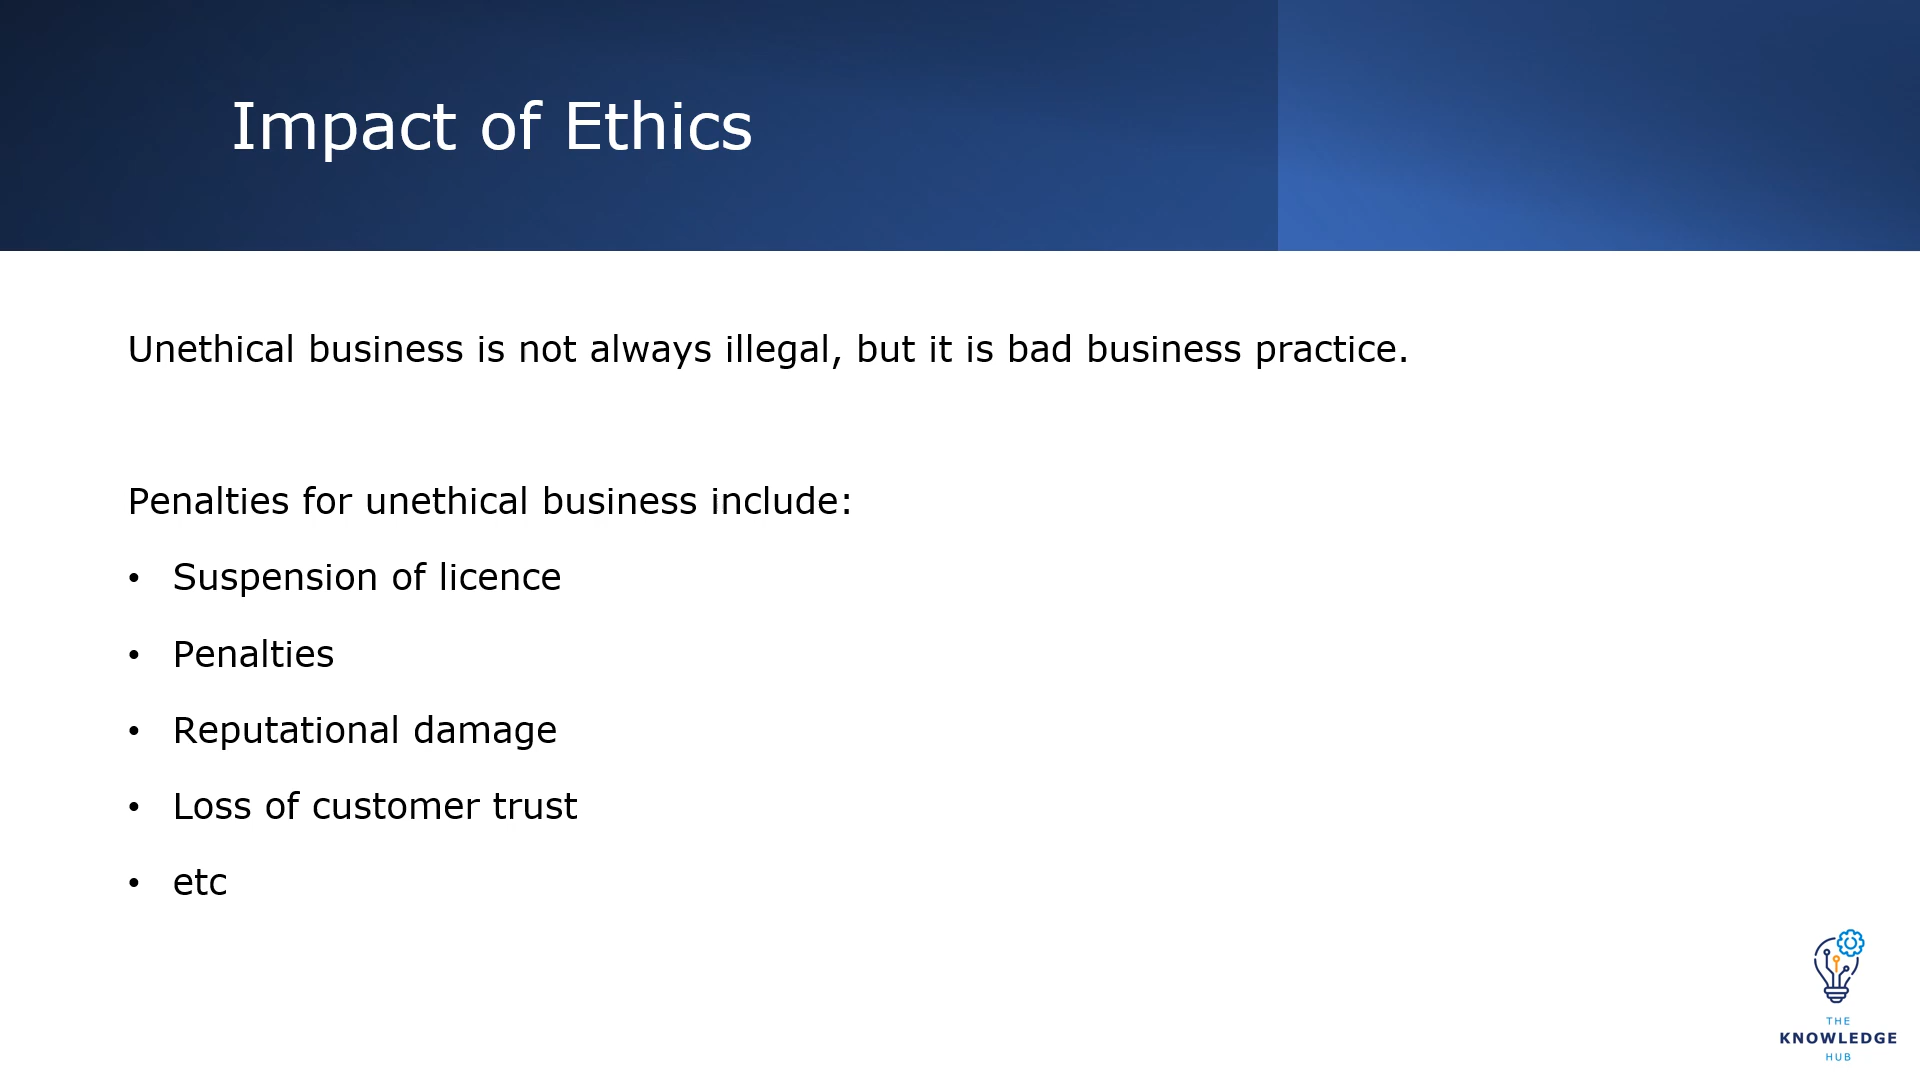 Impact of Ethics
Unethical business is not always illegal, but it is bad business practice.
Penalties for unethical business include:
• Suspension of licence
• Penalties
• Reputational damage
• Loss of customer trust
• etc
THE
KNOWLEDGE
HUB